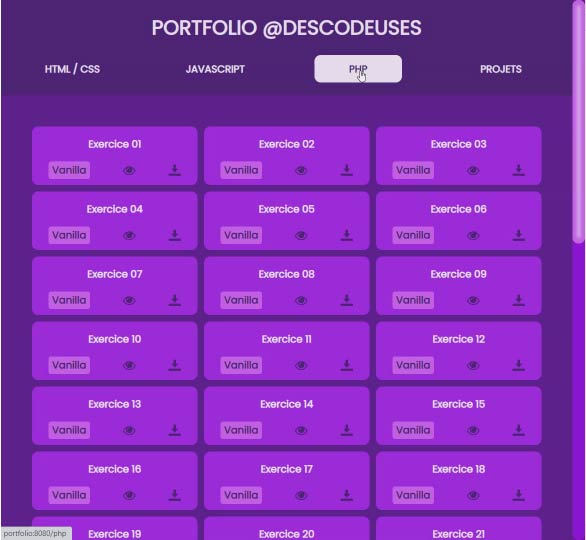 PORTFOLIO @DESCODEUSES
HTML / CSS JAVASCRIPT PHP PROJETS
Exercice 01 Exercice 02 Exercice 03
Vanilla Vanilla Vanilla
Exercice 04 Exercice 05 Exercice 06
Vanilla Vanilla Vanilla
Exercice 07 Exercice 08 Exercice 09
Vanilla Vanilla Vanilla
Exercice 10 Exercice 11 Exercice 12
Vanilla Vanilla Vanilla
Exercice 13 Exercice 14 Exercice 15
Vanilla Vanilla Vanilla
Exercice 16 Exercice 17 Exercice 18
Vanilla Vanilla Vanilla
Exercice 19 Exercice 20 Exercice 21
portfolio:8080/php